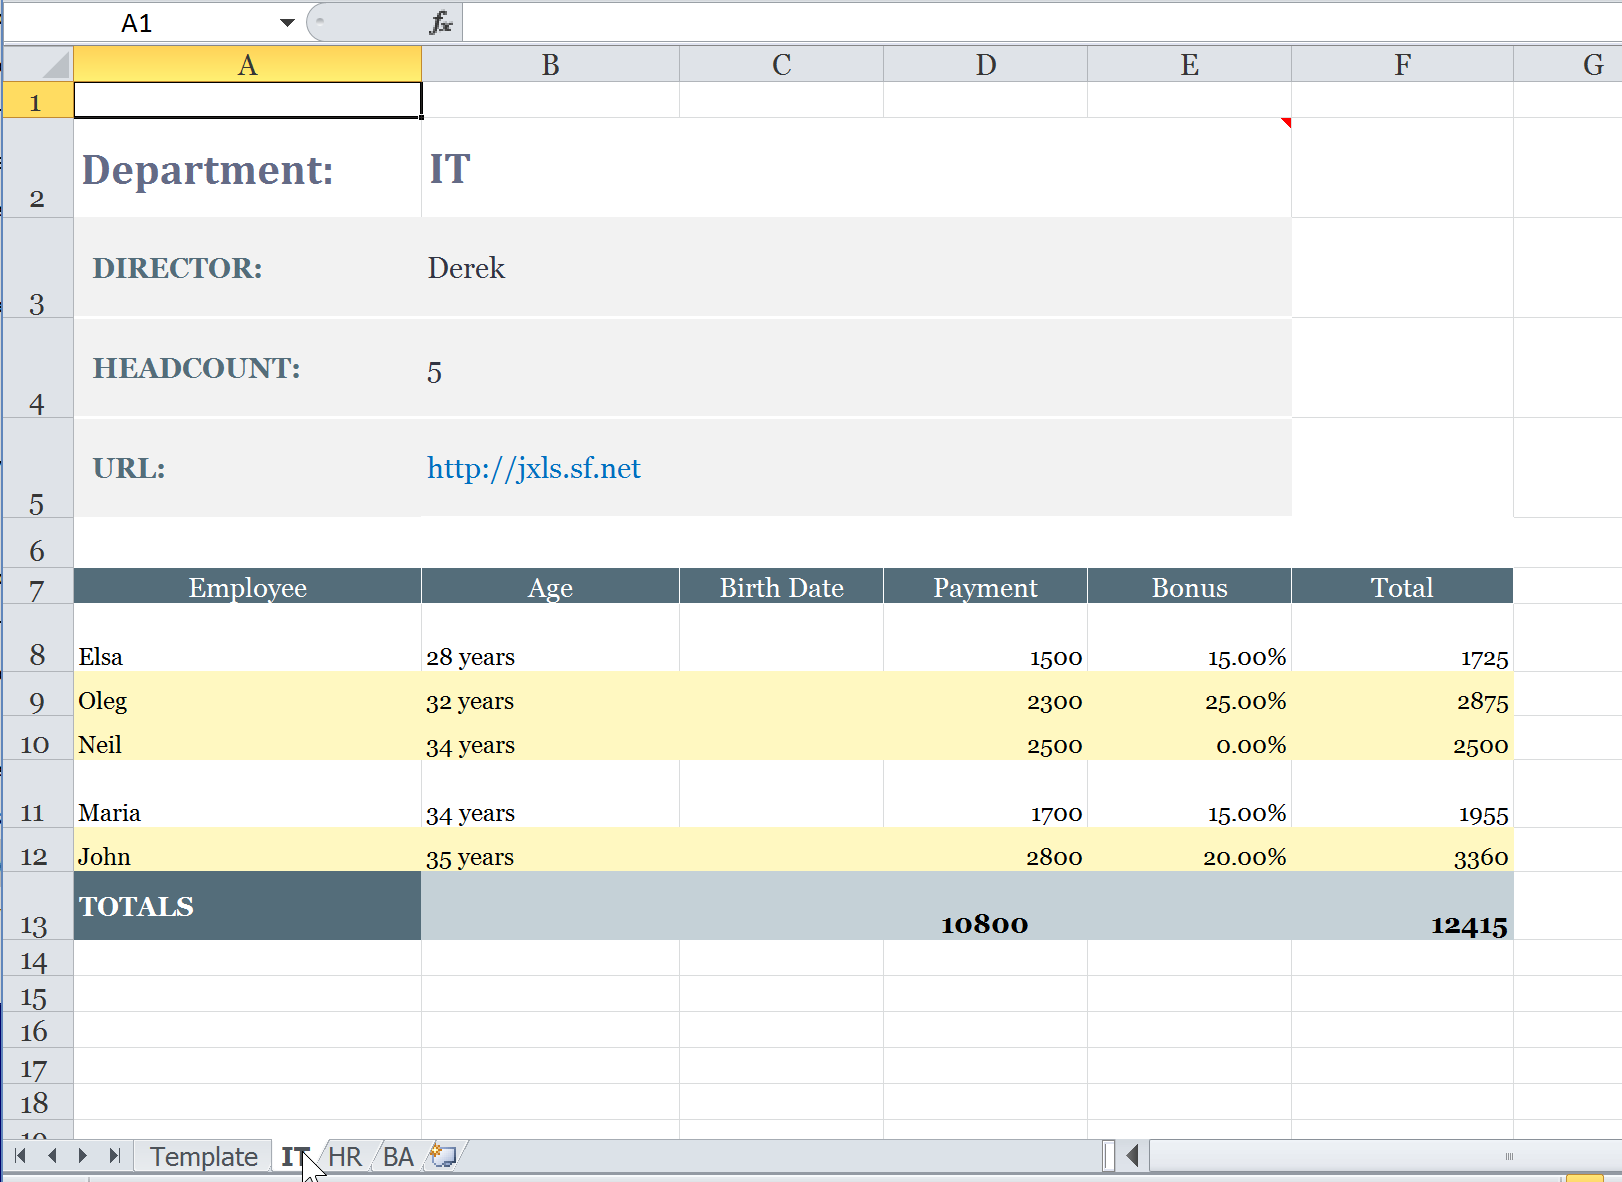 A1 fx
A B C D E F G
1
2 Department: IT
3 DIRECTOR: Derek
4 HEADCOUNT: 5
5 URL: http://jxls.sf.net
6
7 Employee Age Birth Date Payment Bonus Total
8 Elsa 28 years 1500 15.00% 1725
9 Oleg 32 years 2300 25.00% 2875
10 Neil 34 years 2500 0.00% 2500
11 Maria 34 years 1700 15.00% 1955
12 John 35 years 2800 20.00% 3360
13 TOTALS 10800 12415
14
15
16
17
18
19
Template IT HR BA